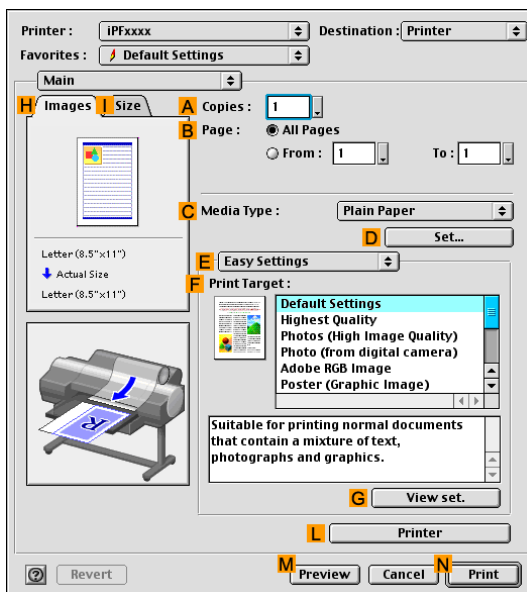 Printer : iPFxxxx Destination : Printer
Favorites : Default Settings
Main
H Images I Size
A Copies : 1
B Page : All Pages
From : 1 To : 1
C Media Type : Plain Paper
D Set...
Letter (8.5"x11")
Actual Size
Letter (8.5"x11")
E Easy Settings
F Print Target :
Default Settings
Highest Quality
Photos (High Image Quality)
Photo (from digital camera)
Adobe RGB Image
Poster (Graphic Image)
R
Suitable for printing normal documents
that contain a mixture of text,
photographs and graphics.
G View set.
L Printer
? Revert M Preview Cancel N Print